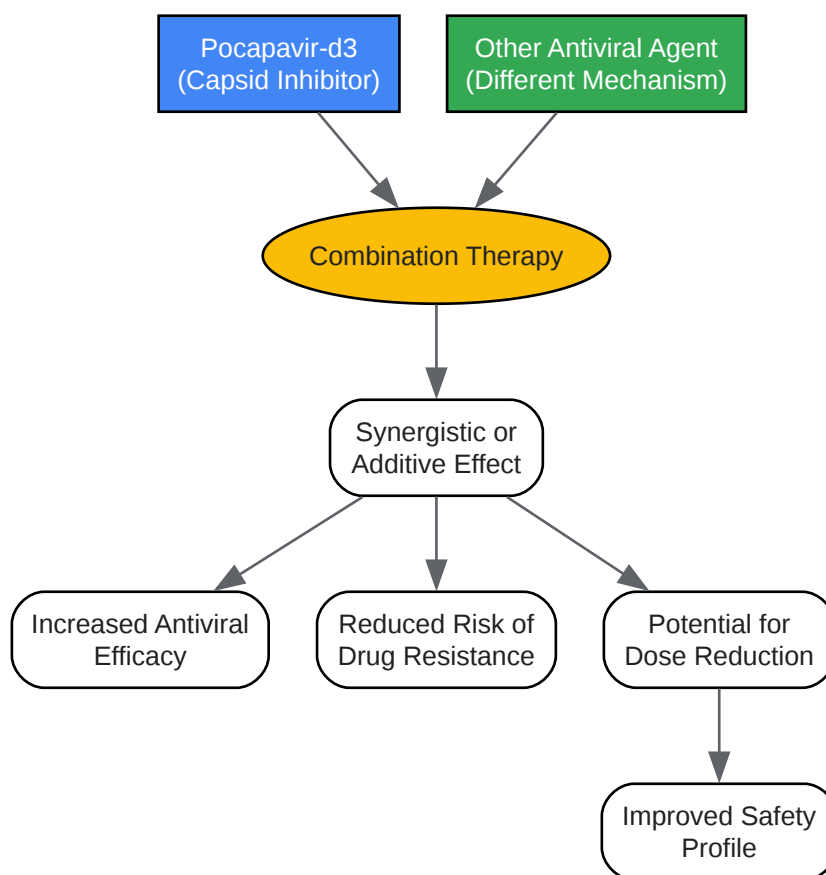 Pocapavir-d3
(Capsid Inhibitor)
Other Antiviral Agent
(Different Mechanism)
Combination Therapy
Synergistic or
Additive Effect
Increased Antiviral
Efficacy
Reduced Risk of
Drug Resistance
Potential for
Dose Reduction
Improved Safety
Profile